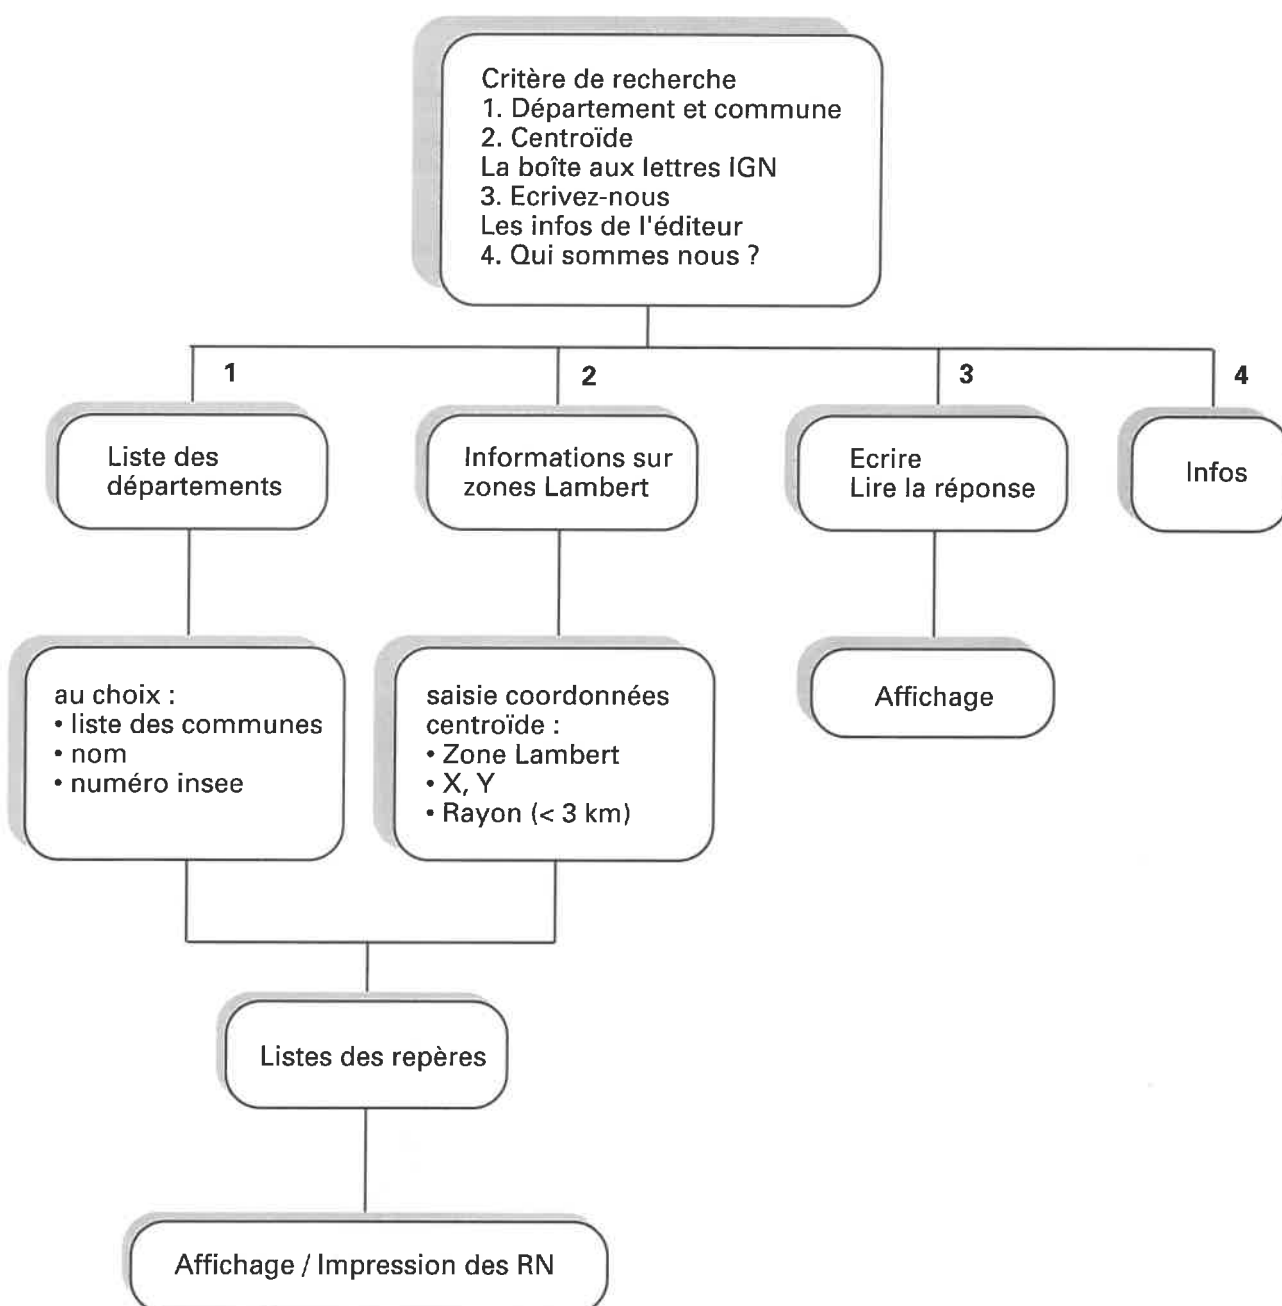 Critère de recherche
1. Département et commune
2. Centroïde
La boîte aux lettres IGN
3. Ecrivez-nous
Les infos de l'éditeur
4. Qui sommes nous ?
1
2
3
4
Liste des
départements
Informations sur
zones Lambert
Ecrire
Lire la réponse
Infos
au choix :
• liste des communes
• nom
• numéro insee
saisie coordonnées
centroïde :
• Zone Lambert
• X, Y
• Rayon (< 3 km)
Affichage
Listes des repères
Affichage / Impression des RN